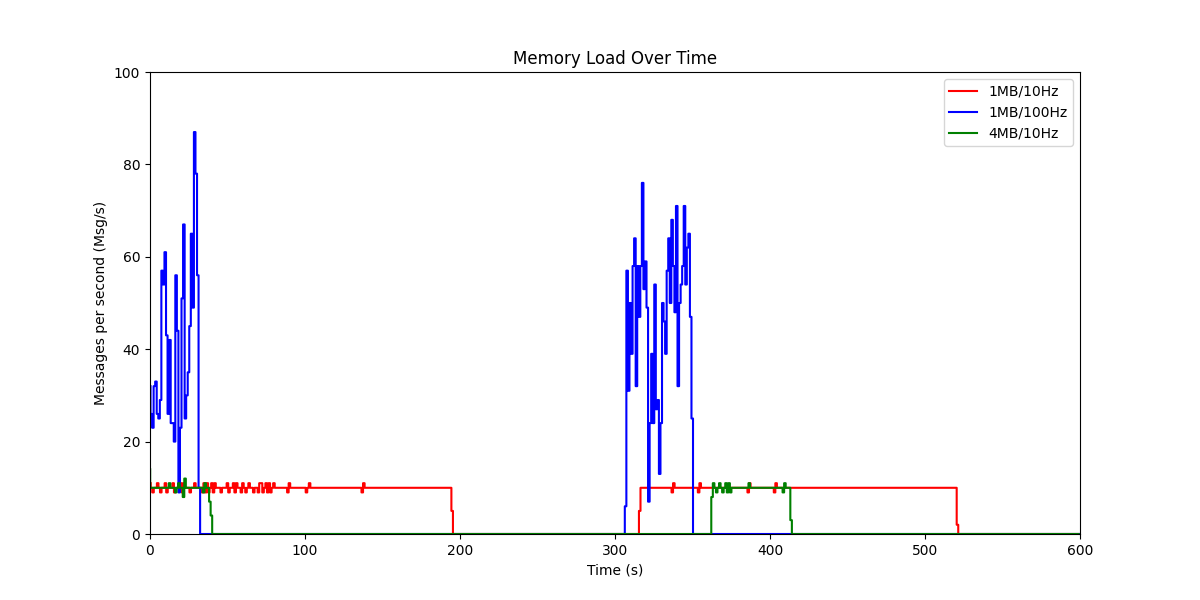 Memory Load Over Time
100
80
60
40
20
0
Messages per second (Msg/s)
1MB/10Hz
1MB/100Hz
4MB/10Hz
0 100 200 300 400 500 600
Time (s)